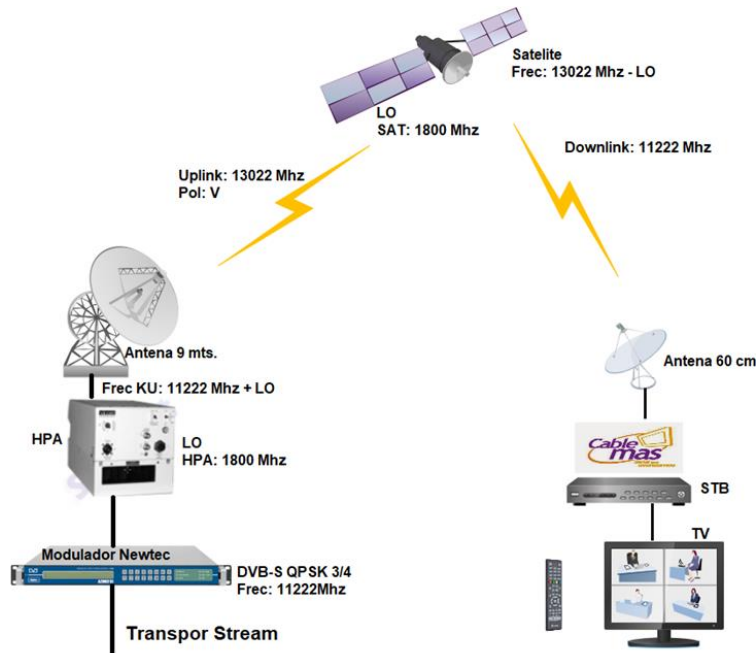 Satelite
Frec: 13022 Mhz - LO
LO
SAT: 1800 Mhz
Downlink: 11222 Mhz
Uplink: 13022 Mhz
Pol: V
Antena 9 mts.
Antena 60 cm
Frec KU: 11222 Mhz + LO
HPA
LO
HPA: 1800 Mhz
Cable
mas
STB
TV
Modulador Newtec
DVB-S QPSK 3/4
Frec: 11222Mhz
Transpor Stream